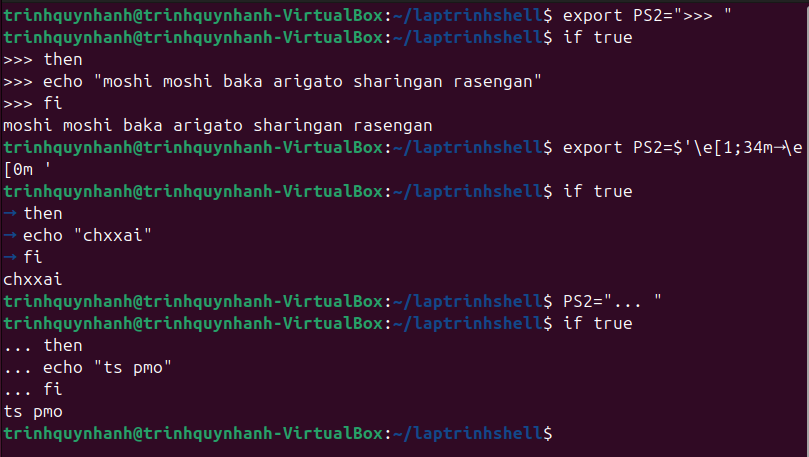 trinhquynhanh@trinhquynhanh-VirtualBox:~/laptrinhshell$ export PS2=">>> "
trinhquynhanh@trinhquynhanh-VirtualBox:~/laptrinhshell$ if true
>>> then
>>> echo "moshi moshi baka arigato sharingan rasengan"
>>> fi
moshi moshi baka arigato sharingan rasengan
trinhquynhanh@trinhquynhanh-VirtualBox:~/laptrinhshell$ export PS2=$'\e[1;34m→\e
[0m '
trinhquynhanh@trinhquynhanh-VirtualBox:~/laptrinhshell$ if true
→ then
→ echo "chxxai"
→ fi
chxxai
trinhquynhanh@trinhquynhanh-VirtualBox:~/laptrinhshell$ PS2="... "
trinhquynhanh@trinhquynhanh-VirtualBox:~/laptrinhshell$ if true
... then
... echo "ts pmo"
... fi
ts pmo
trinhquynhanh@trinhquynhanh-VirtualBox:~/laptrinhshell$